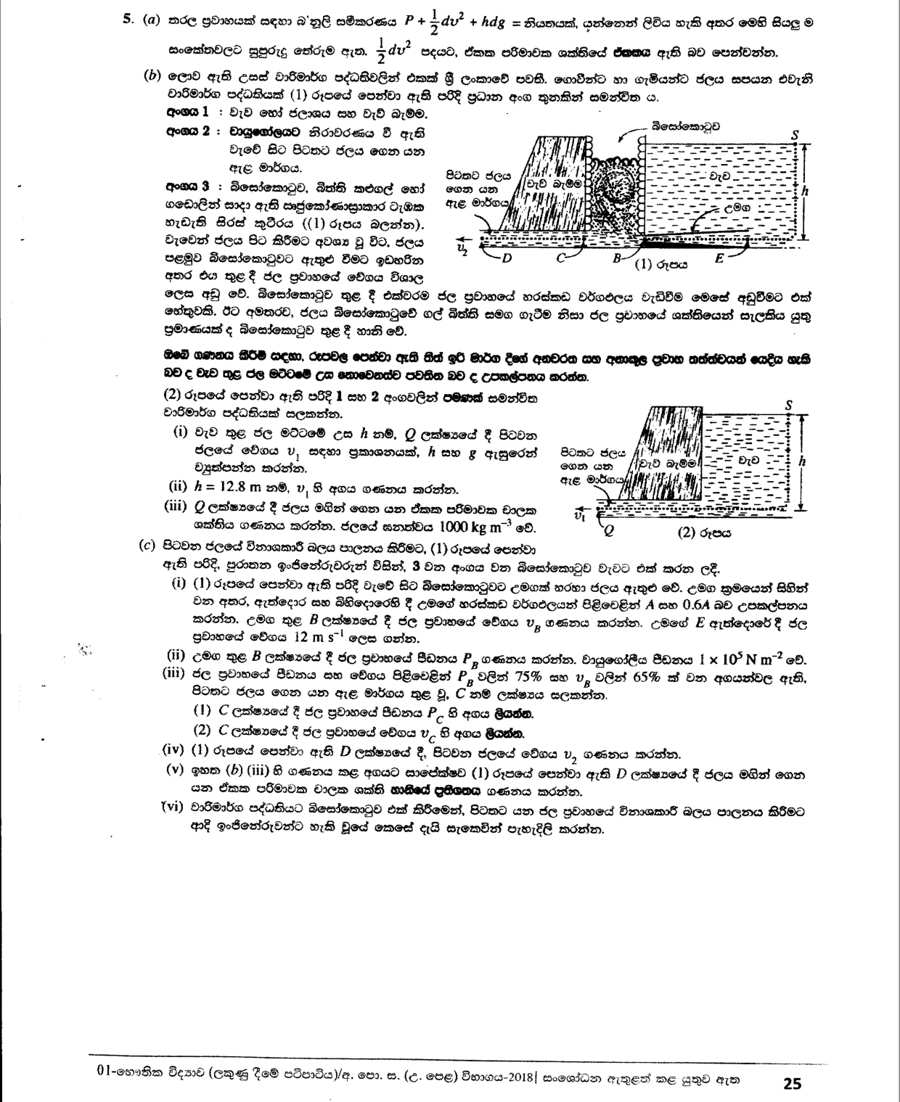 5. (a) තරල ප්‍රවාහයක් සඳහා බ'නූලි සමීකරණය P + 1/2 dv² + hdg = නියතයක්, යන්නෙන් ලිවිය හැකි අතර මෙහි සියලු ම
සංකේතවලට සුපුරුදු තේරුම ඇත. 1/2 dv² පදයට, ඒකක පරිමාවක ශක්තියේ ඒකකය ඇති බව පෙන්වන්න.
(b) ලොව ඇති උසස් වාරිමාර්ග පද්ධතිවලින් එකක් ශ්‍රී ලංකාවේ පවතී. ගොවීන්ට හා ගැමියන්ට ජලය සපයන එවැනි
වාරිමාර්ග පද්ධතියක් (1) රූපයේ පෙන්වා ඇති පරිදි ප්‍රධාන අංග තුනකින් සමන්විත ය.
අංගය 1 : වැව හෝ ජලාශය සහ වැව් බැම්ම.
අංගය 2 : වායුගෝලයට නිරාවරණය වී ඇති
වැවේ සිට පිටතට ජලය ගෙන යන
ඇළ මාර්ගය.
අංගය 3 : බිසෝකොටුව, බිත්ති කළුගල් හෝ
ගඩොලින් සාදා ඇති සෘජුකෝණාස්‍රාකාර ටැඹක
හැඩැති සිරස් කුටීරය ((1) රූපය බලන්න).
වැවෙන් ජලය පිට කිරීමට අවශ්‍ය වූ විට, ජලය
පළමුව බිසෝකොටුවට ඇතුළු වීමට ඉඩහරින
අතර එය තුළ දී ජල ප්‍රවාහයේ වේගය විශාල
ලෙස අඩු වේ. බිසෝකොටුව තුළ දී එක්වරම ජල ප්‍රවාහයේ හරස්කඩ වර්ගඵලය වැඩිවීම මෙසේ අඩුවීමට එක්
හේතුවකි. ඊට අමතරව, ජලය බිසෝකොටුවේ ගල් බිත්ති සමග ගැටීම නිසා ජල ප්‍රවාහයේ ශක්තියෙන් සැලකිය යුතු
ප්‍රමාණයක් ද බිසෝකොටුව තුළ දී හානි වේ.
බිසෝකොටුව
S
පිටතට ජලය
ගෙන යන
ඇළ මාර්ගය
වැව් බැම්ම
වැව
h
උමග
v₂
D
C
B
E
(1) රූපය
ඔබේ ගණනය කිරීම් සඳහා, රූපවල පෙන්වා ඇති තිත් ඉරි මාර්ග දිගේ අනවරත සහ අනාකූල ප්‍රවාහ තත්ත්වයන් යෙදිය හැකි
බව ද වැව තුළ ජල මට්ටමේ උස නොවෙනස්ව පවතින බව ද උපකල්පනය කරන්න.
(2) රූපයේ පෙන්වා ඇති පරිදි 1 සහ 2 අංගවලින් පමණක් සමන්විත
වාරිමාර්ග පද්ධතියක් සලකන්න.
(i) වැව තුළ ජල මට්ටමේ උස h නම්, Q ලක්ෂ්‍යයේ දී පිටවන
ජලයේ වේගය v₁ සඳහා ප්‍රකාශනයක්, h සහ g ඇසුරෙන්
ව්‍යුත්පන්න කරන්න.
(ii) h = 12.8 m නම්, v₁ හි අගය ගණනය කරන්න.
(iii) Q ලක්ෂ්‍යයේ දී ජලය මගින් ගෙන යන ඒකක පරිමාවක චාලක
ශක්තිය ගණනය කරන්න. ජලයේ ඝනත්වය 1000 kg m⁻³ වේ.
S
පිටතට ජලය
ගෙන යන
ඇළ මාර්ගය
වැව් බැම්ම
වැව
h
v₁
Q
(2) රූපය
(c) පිටවන ජලයේ විනාශකාරී බලය පාලනය කිරීමට, (1) රූපයේ පෙන්වා
ඇති පරිදි, පුරාතන ඉංජිනේරුවරුන් විසින්, 3 වන අංගය වන බිසෝකොටුව වැවට එක් කරන ලදී.
(i) (1) රූපයේ පෙන්වා ඇති පරිදි වැවේ සිට බිසෝකොටුවට උමගක් හරහා ජලය ඇතුළු වේ. උමග ක්‍රමයෙන් සිහින්
වන අතර, ඇත්දොර සහ බිහිදොරෙහි දී උමගේ හරස්කඩ වර්ගඵලයන් පිළිවෙළින් A සහ 0.6A බව උපකල්පනය
කරන්න. උමග තුළ B ලක්ෂ්‍යයේ දී ජල ප්‍රවාහයේ වේගය v_B ගණනය කරන්න. උමගේ E ඇත්දොරේ දී ජල
ප්‍රවාහයේ වේගය 12 m s⁻¹ ලෙස ගන්න.
(ii) උමග තුළ B ලක්ෂ්‍යයේ දී ජල ප්‍රවාහයේ පීඩනය P_B ගණනය කරන්න. වායුගෝලීය පීඩනය 1 × 10⁵ N m⁻² වේ.
(iii) ජල ප්‍රවාහයේ පීඩනය සහ වේගය පිළිවෙළින් P_B වලින් 75% සහ v_B වලින් 65% ක් වන අගයන්වල ඇති,
පිටතට ජලය ගෙන යන ඇළ මාර්ගය තුළ වූ, C නම් ලක්ෂ්‍යය සලකන්න.
(1) C ලක්ෂ්‍යයේ දී ජල ප්‍රවාහයේ පීඩනය P_C හි අගය ලියන්න.
(2) C ලක්ෂ්‍යයේ දී ජල ප්‍රවාහයේ වේගය v_C හි අගය ලියන්න.
(iv) (1) රූපයේ පෙන්වා ඇති D ලක්ෂ්‍යයේ දී, පිටවන ජලයේ වේගය v₂ ගණනය කරන්න.
(v) ඉහත (b) (iii) හි ගණනය කළ අගයට සාපේක්ෂව (1) රූපයේ පෙන්වා ඇති D ලක්ෂ්‍යයේ දී ජලය මගින් ගෙන
යන ඒකක පරිමාවක චාලක ශක්ති හානියේ ප්‍රතිශතය ගණනය කරන්න.
(vi) වාරිමාර්ග පද්ධතියට බිසෝකොටුව එක් කිරීමෙන්, පිටතට යන ජල ප්‍රවාහයේ විනාශකාරී බලය පාලනය කිරීමට
ආදි ඉංජිනේරුවන්ට හැකි වූයේ කෙසේ දැයි සැකෙවින් පැහැදිලි කරන්න.
01-භෞතික විද්‍යාව (ලකුණු දීමේ පටිපාටිය)/අ. පො. ස. (උ. පෙළ) විභාගය-2018| සංශෝධන ඇතුළත් කළ යුතුව ඇත
25